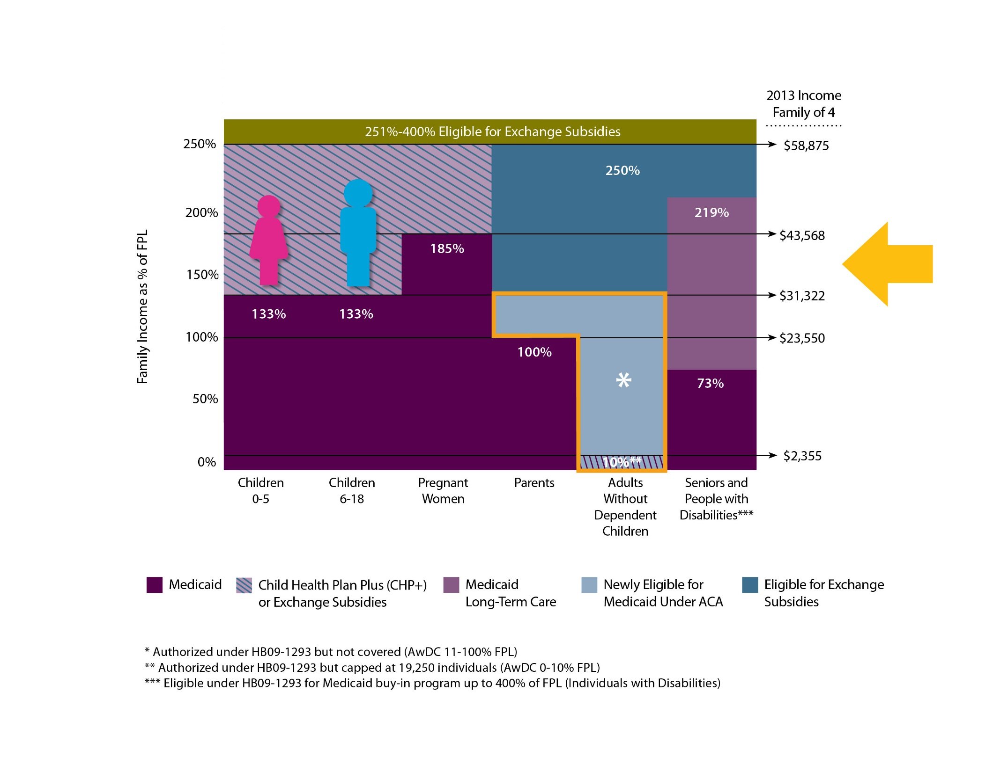 2013 Income
Family of 4
251%-400% Eligible for Exchange Subsidies
250%
$58,875
250%
200%
219%
$43,568
185%
150%
$31,322
133%
133%
100%
$23,550
100%
*
73%
50%
$2,355
0%
10%**
Family Income as % of FPL
Children
0-5
Children
6-18
Pregnant
Women
Parents
Adults
Without
Dependent
Children
Seniors and
People with
Disabilities***
Medicaid
Child Health Plan Plus (CHP+)
or Exchange Subsidies
Medicaid
Long-Term Care
Newly Eligible for
Medicaid Under ACA
Eligible for Exchange
Subsidies
* Authorized under HB09-1293 but not covered (AwDC 11-100% FPL)
** Authorized under HB09-1293 but capped at 19,250 individuals (AwDC 0-10% FPL)
*** Eligible under HB09-1293 for Medicaid buy-in program up to 400% of FPL (Individuals with Disabilities)